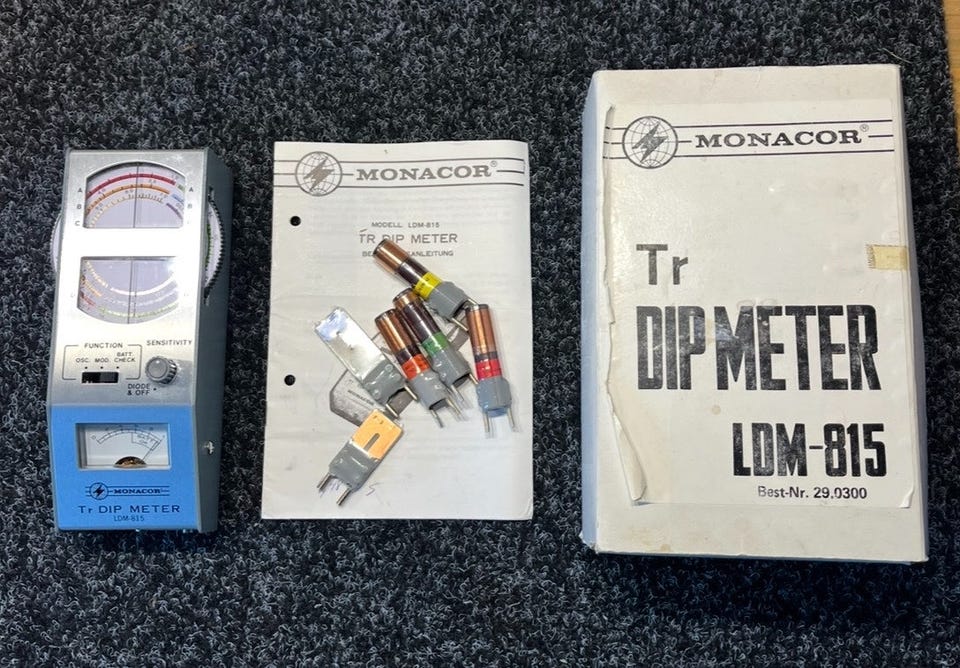 A
B
C
A
B
FUNCTION
OSC. MOD. BATT. CHECK
SENSITIVITY
DIODE & OFF
MONACOR
Tr DIP METER
LDM-815
MONACOR®
MODELL LDM-815
TR DIP METER
MONACOR®
Tr
DIP METER
LDM-815
Best-Nr. 29.0300